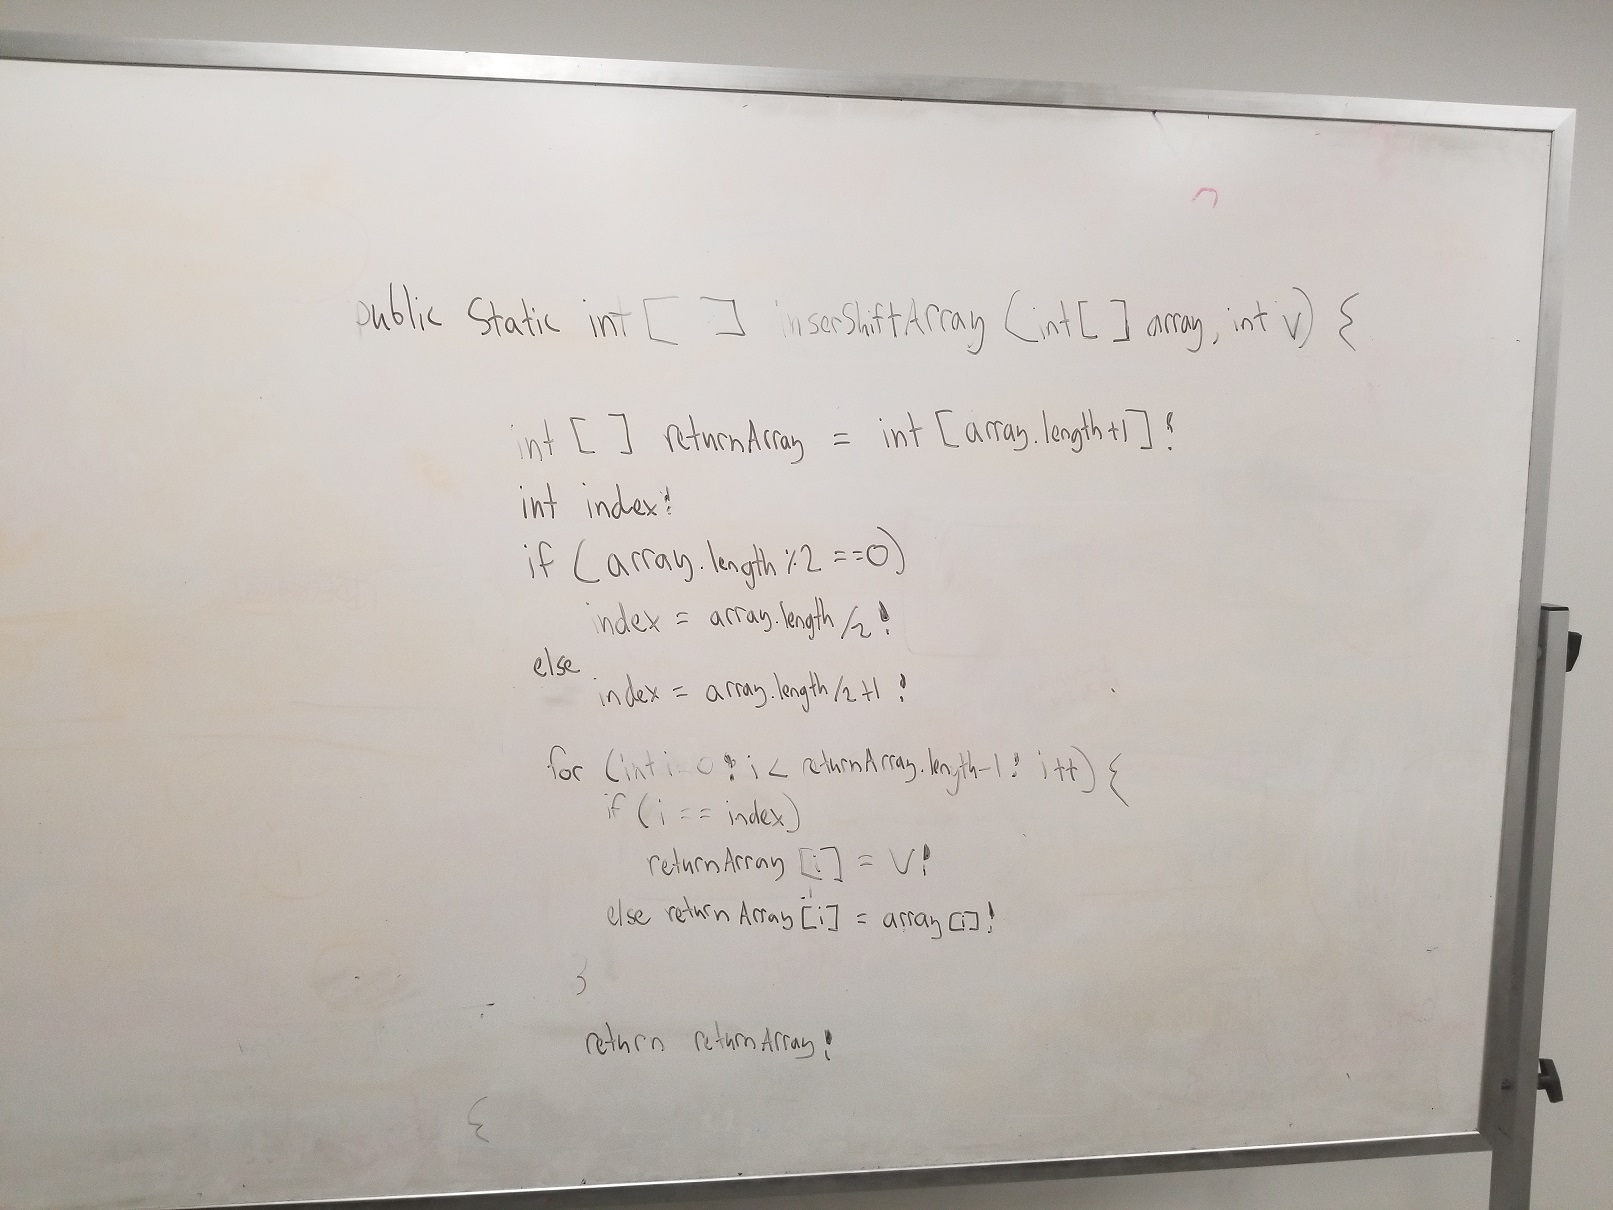 public static int [ ] inserShiftArray (int [ ] array, int v) {
int [ ] returnArray = int [array.length+1];
int index;
if (array.length%2 ==0)
index = array.length/2;
else
index = array.length/2+1;
for (int i=0; i< returnArray.length-1; i++) {
if (i == index)
returnArray [i] = v;
else returnArray [i] = array [i];
}
return returnArray;
{